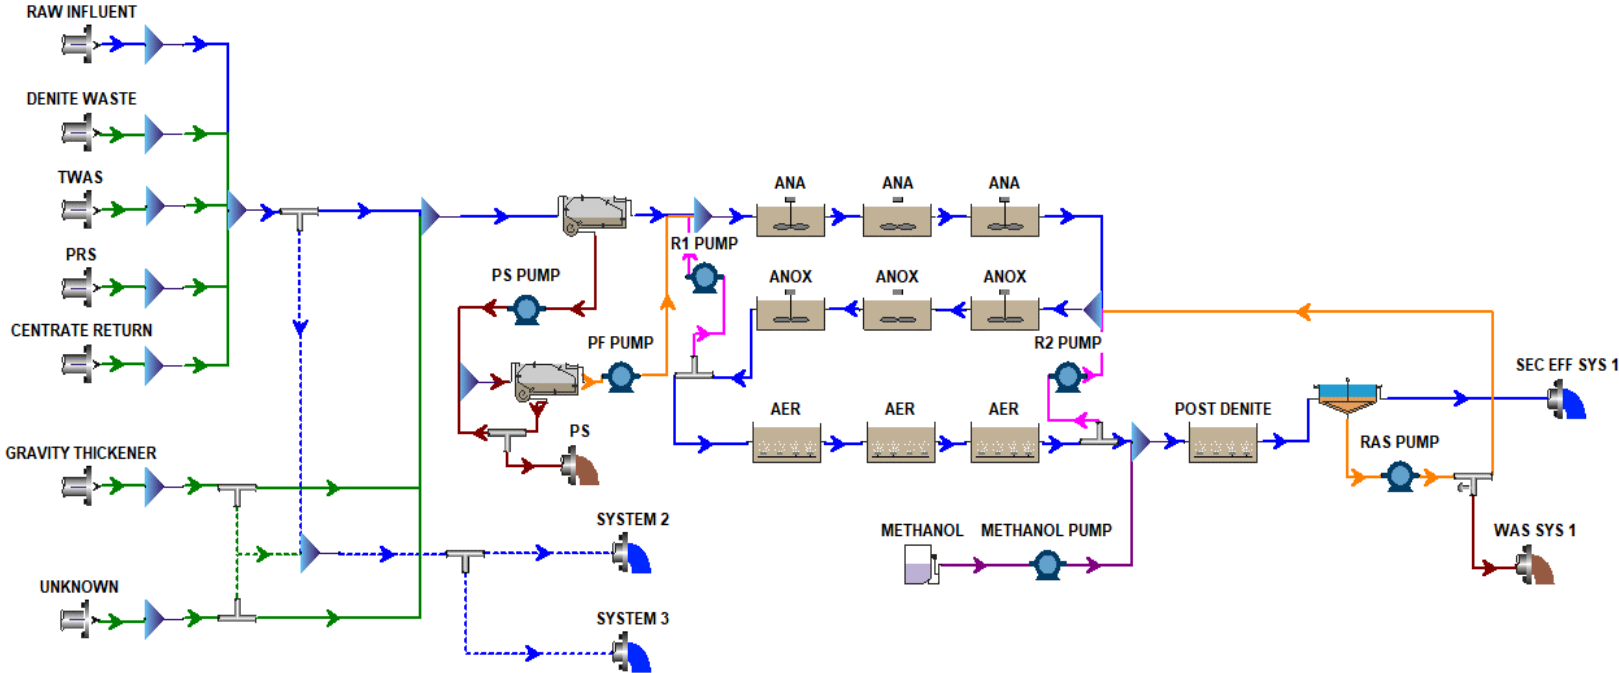 RAW INFLUENT
DENITE WASTE
TWAS
PRS
CENTRATE RETURN
GRAVITY THICKENER
UNKNOWN
PS PUMP
PF PUMP
PS
R1 PUMP
ANA ANA ANA
ANOX ANOX ANOX
R2 PUMP
AER AER AER
POST DENITE
SEC EFF SYS 1
RAS PUMP
WAS SYS 1
METHANOL METHANOL PUMP
SYSTEM 2
SYSTEM 3